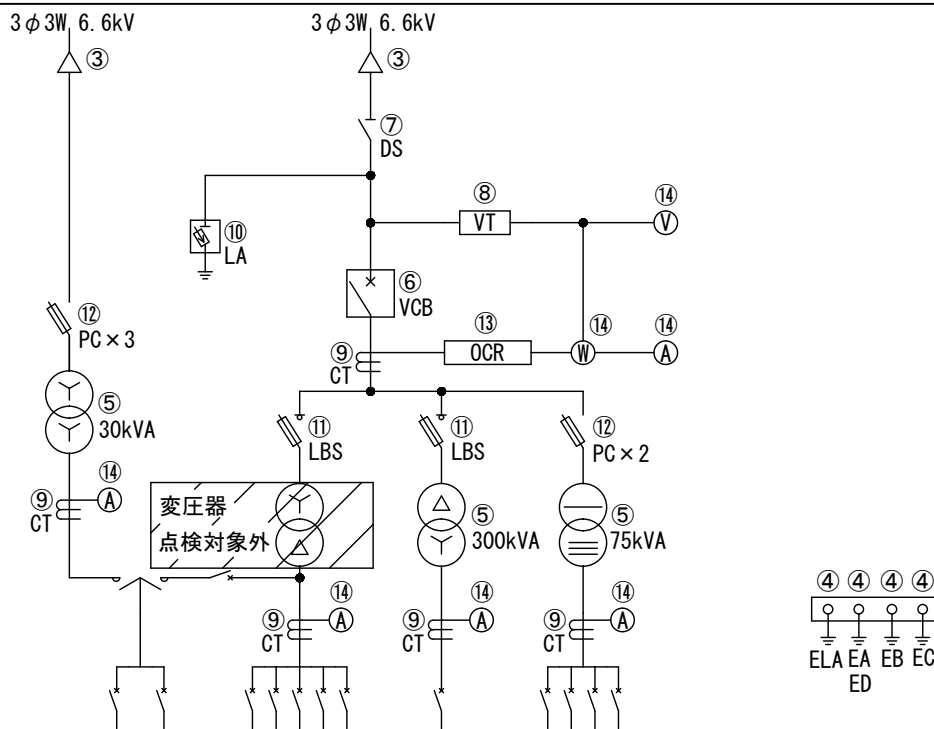 3φ3W 6.6kV
3φ3W 6.6kV
③
③
⑦
DS
⑧
VT
⑭
V
⑩
LA
⑥
VCB
⑫
PC×3
⑬
OCR
⑭
W
⑭
A
⑨
CT
⑤
30kVA
⑪
LBS
⑪
LBS
⑫
PC×2
⑨
CT
⑭
A
変圧器
点検対象外
⑤
300kVA
⑤
75kVA
⑨
CT
⑭
A
⑨
CT
⑭
A
⑨
CT
⑭
A
④ ④ ④ ④
ELA EA EB EC
ED